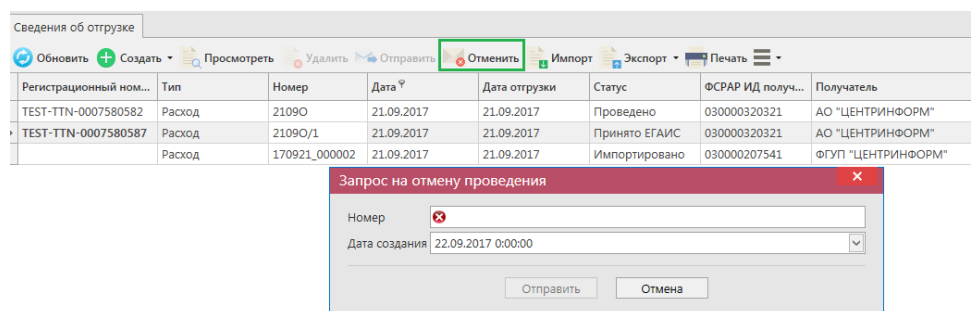 Сведения об отгрузке
Обновить Создать Просмотреть Удалить Отправить Отменить Импорт Экспорт Печать
Регистрационный ном... Тип Номер Дата Дата отгрузки Статус ФСРАР ИД получ... Получатель
TEST-TTN-0007580582 Расход 2109О 21.09.2017 21.09.2017 Проведено 030000320321 АО "ЦЕНТРИНФОРМ"
TEST-TTN-0007580587 Расход 2109О/1 21.09.2017 21.09.2017 Принято ЕГАИС 030000320321 АО "ЦЕНТРИНФОРМ"
Расход 170921_000002 21.09.2017 21.09.2017 Импортировано 030000207541 ФГУП "ЦЕНТРИНФОРМ"
Запрос на отмену проведения
Номер
Дата создания 22.09.2017 0:00:00
Отправить Отмена